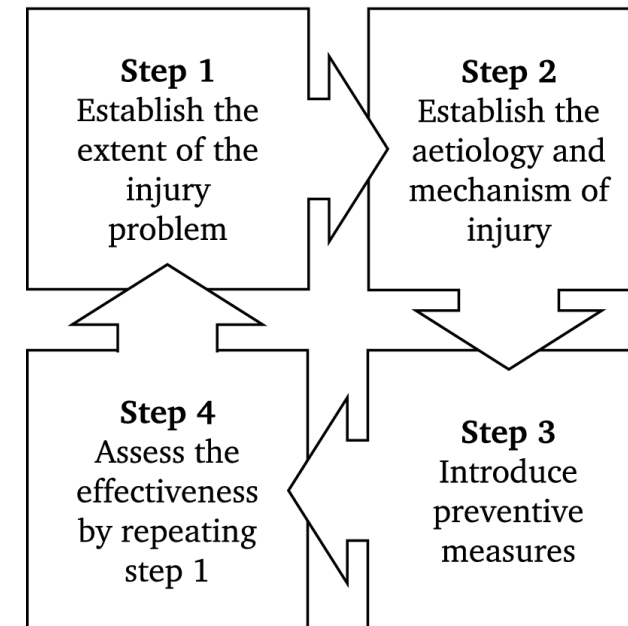 Step 1
Establish the
extent of the
injury
problem
Step 2
Establish the
aetiology and
mechanism of
injury
Step 3
Introduce
preventive
measures
Step 4
Assess the
effectiveness
by repeating
step 1